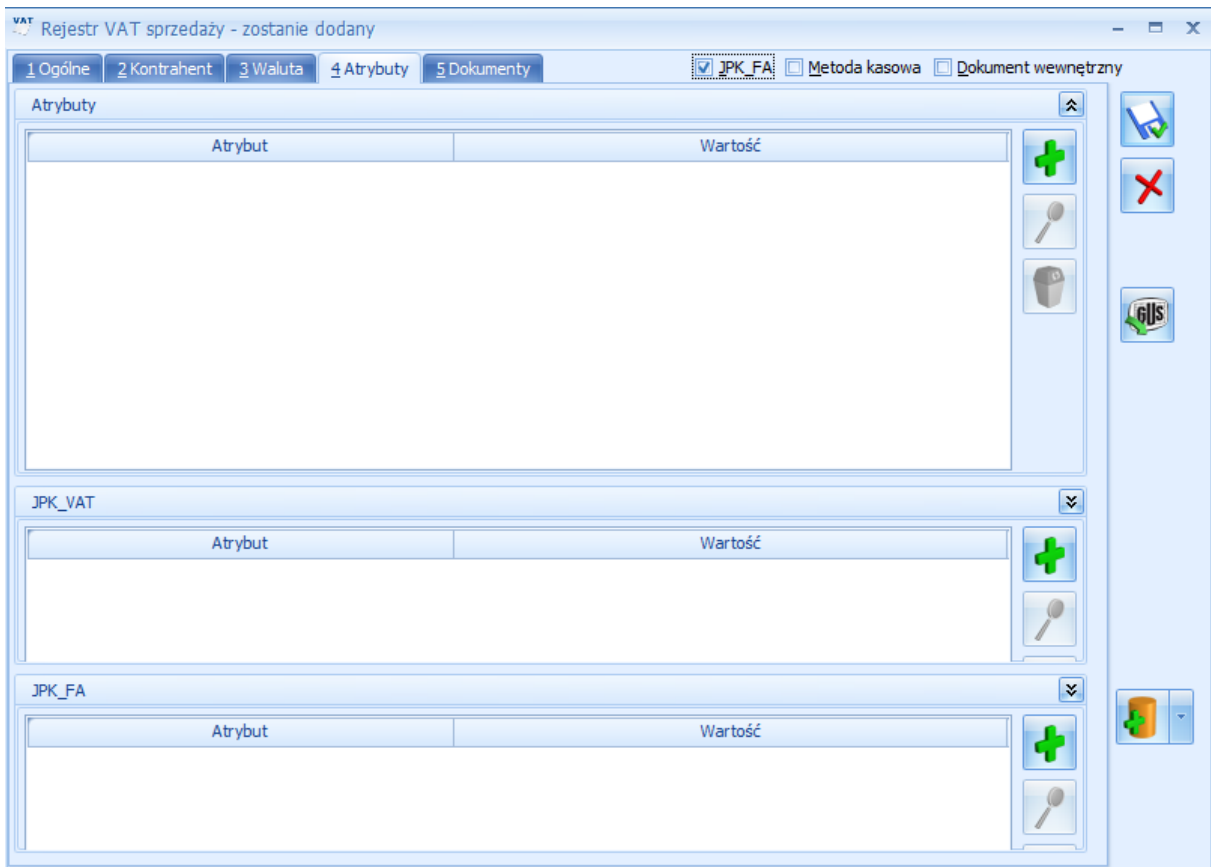 VAT Rejestr VAT sprzedaży - zostanie dodany
1 Ogólne 2 Kontrahent 3 Waluta 4 Atrybuty 5 Dokumenty JPK_FA Metoda kasowa Dokument wewnętrzny
Atrybuty
Atrybut Wartość
GUS
JPK_VAT
Atrybut Wartość
JPK_FA
Atrybut Wartość